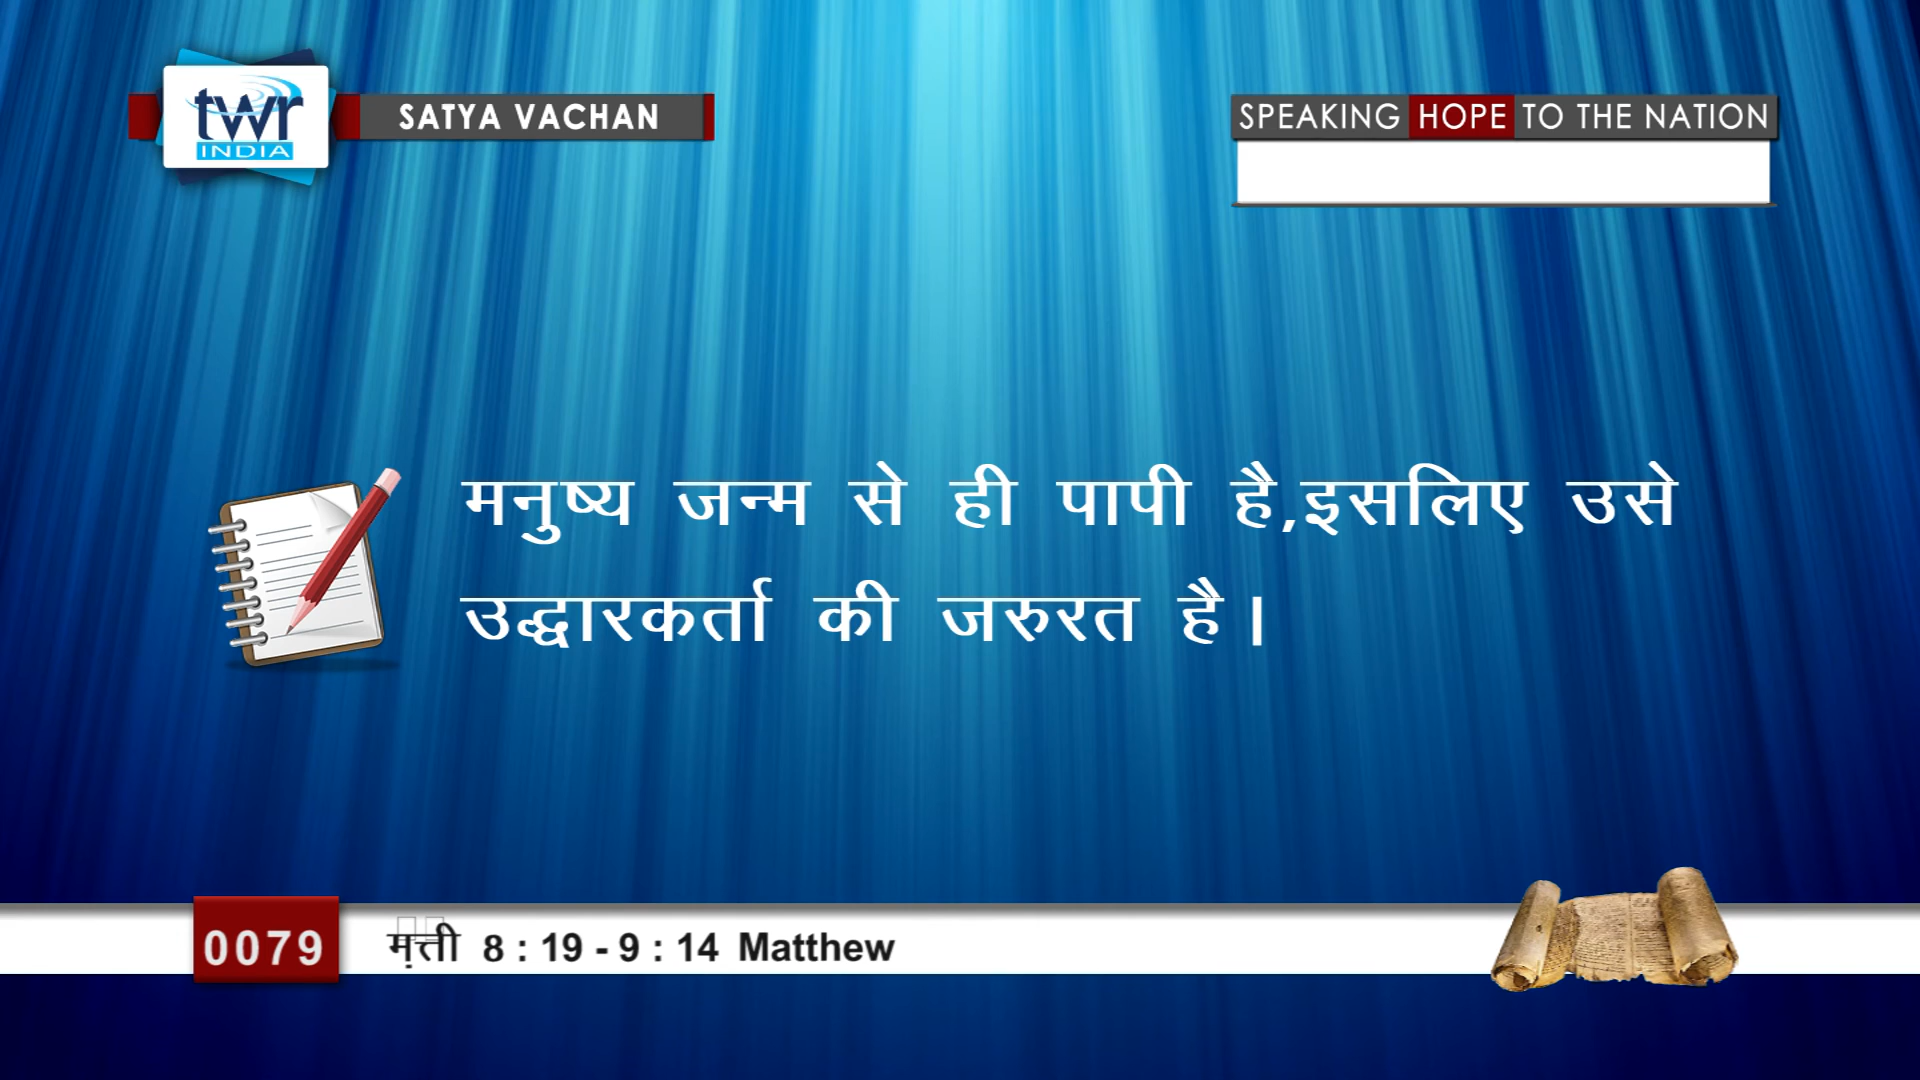 twr
INDIA
SATYA VACHAN
SPEAKING HOPE TO THE NATION
मनुष्य जन्म से ही पापी है,इसलिए उसे
उद्धारकर्ता की जरुरत है।
0079
मत्ती 8 : 19 - 9 : 14 Matthew